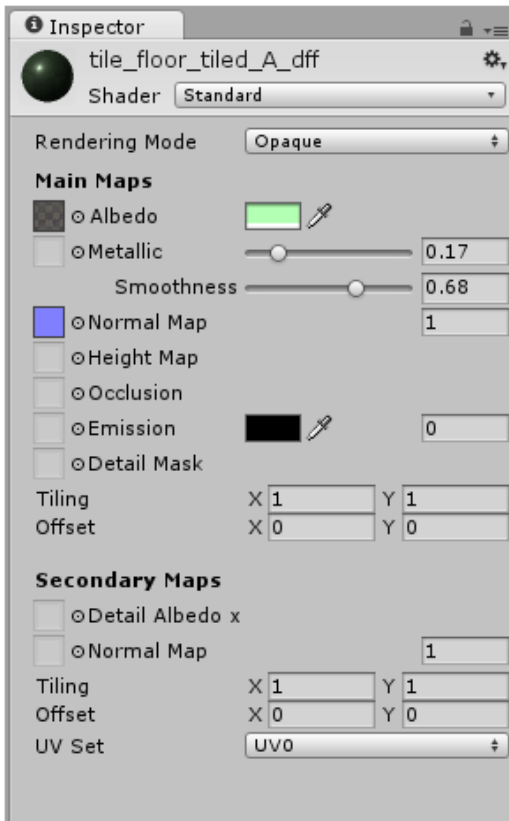 Inspector
tile_floor_tiled_A_dff
Shader Standard
Rendering Mode Opaque
Main Maps
Albedo
Metallic 0.17
Smoothness 0.68
Normal Map 1
Height Map
Occlusion
Emission 0
Detail Mask
Tiling X 1 Y 1
Offset X 0 Y 0
Secondary Maps
Detail Albedo x
Normal Map 1
Tiling X 1 Y 1
Offset X 0 Y 0
UV Set UV0